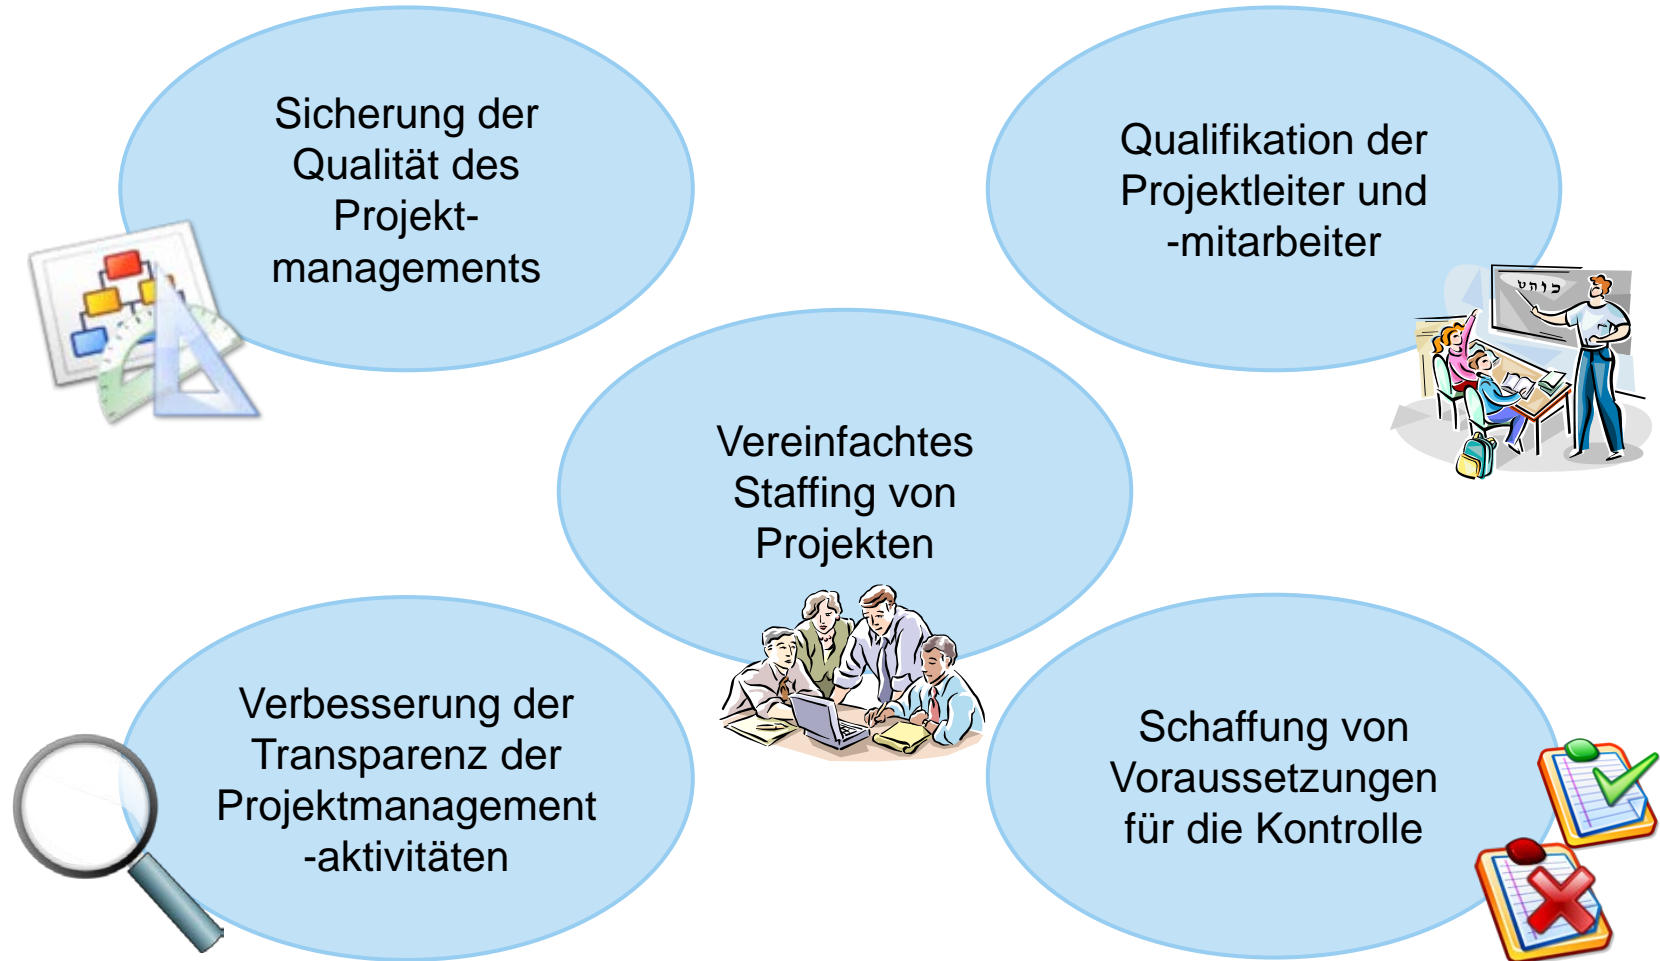 Sicherung der
Qualität des
Projekt-
managements
Qualifikation der
Projektleiter und
-mitarbeiter
Vereinfachtes
Staffing von
Projekten
Verbesserung der
Transparenz der
Projektmanagement
-aktivitäten
Schaffung von
Voraussetzungen
für die Kontrolle